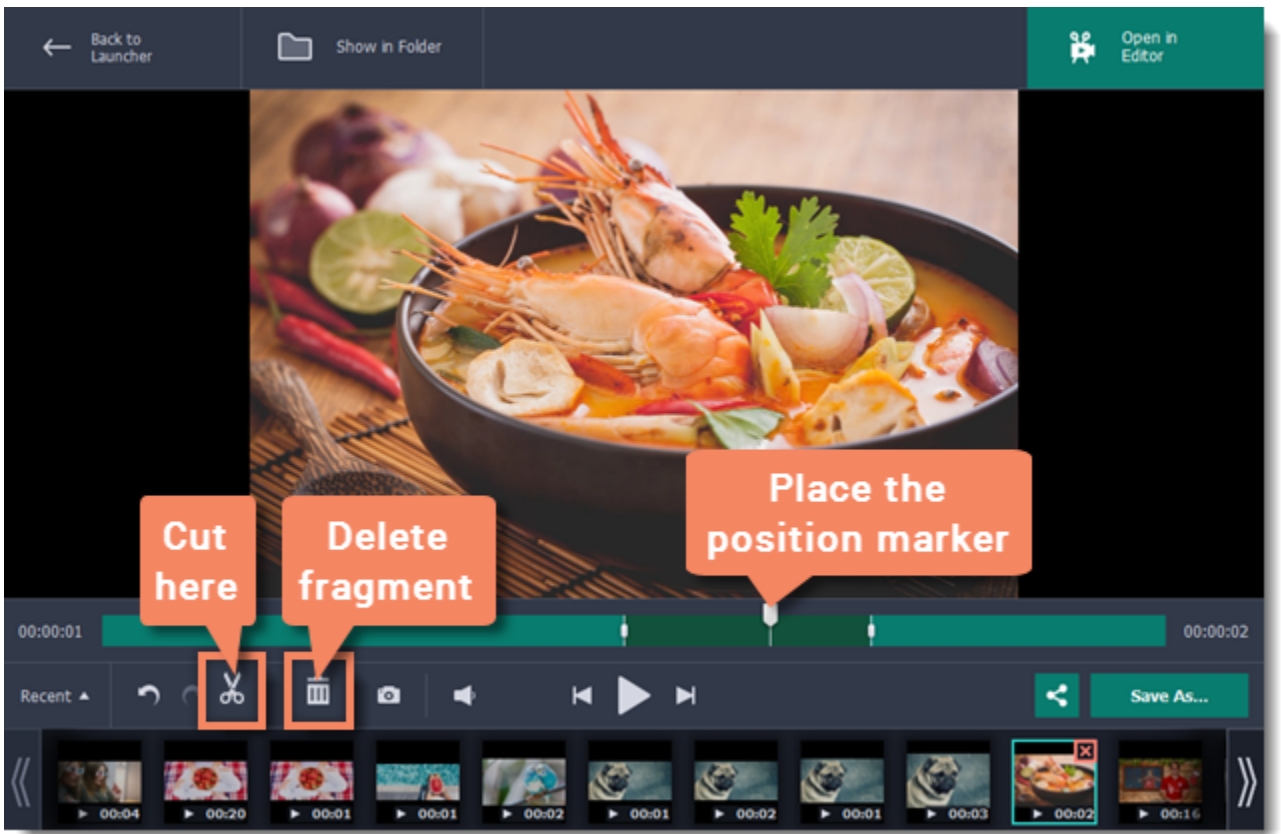 Back to
Launcher
Show in Folder
Open in
Editor
Place the
position marker
Cut
here
Delete
fragment
00:00:01
00:00:02
Recent
Save As...
00:04
00:20
00:01
00:01
00:02
00:01
00:02
00:01
00:03
00:02
00:16